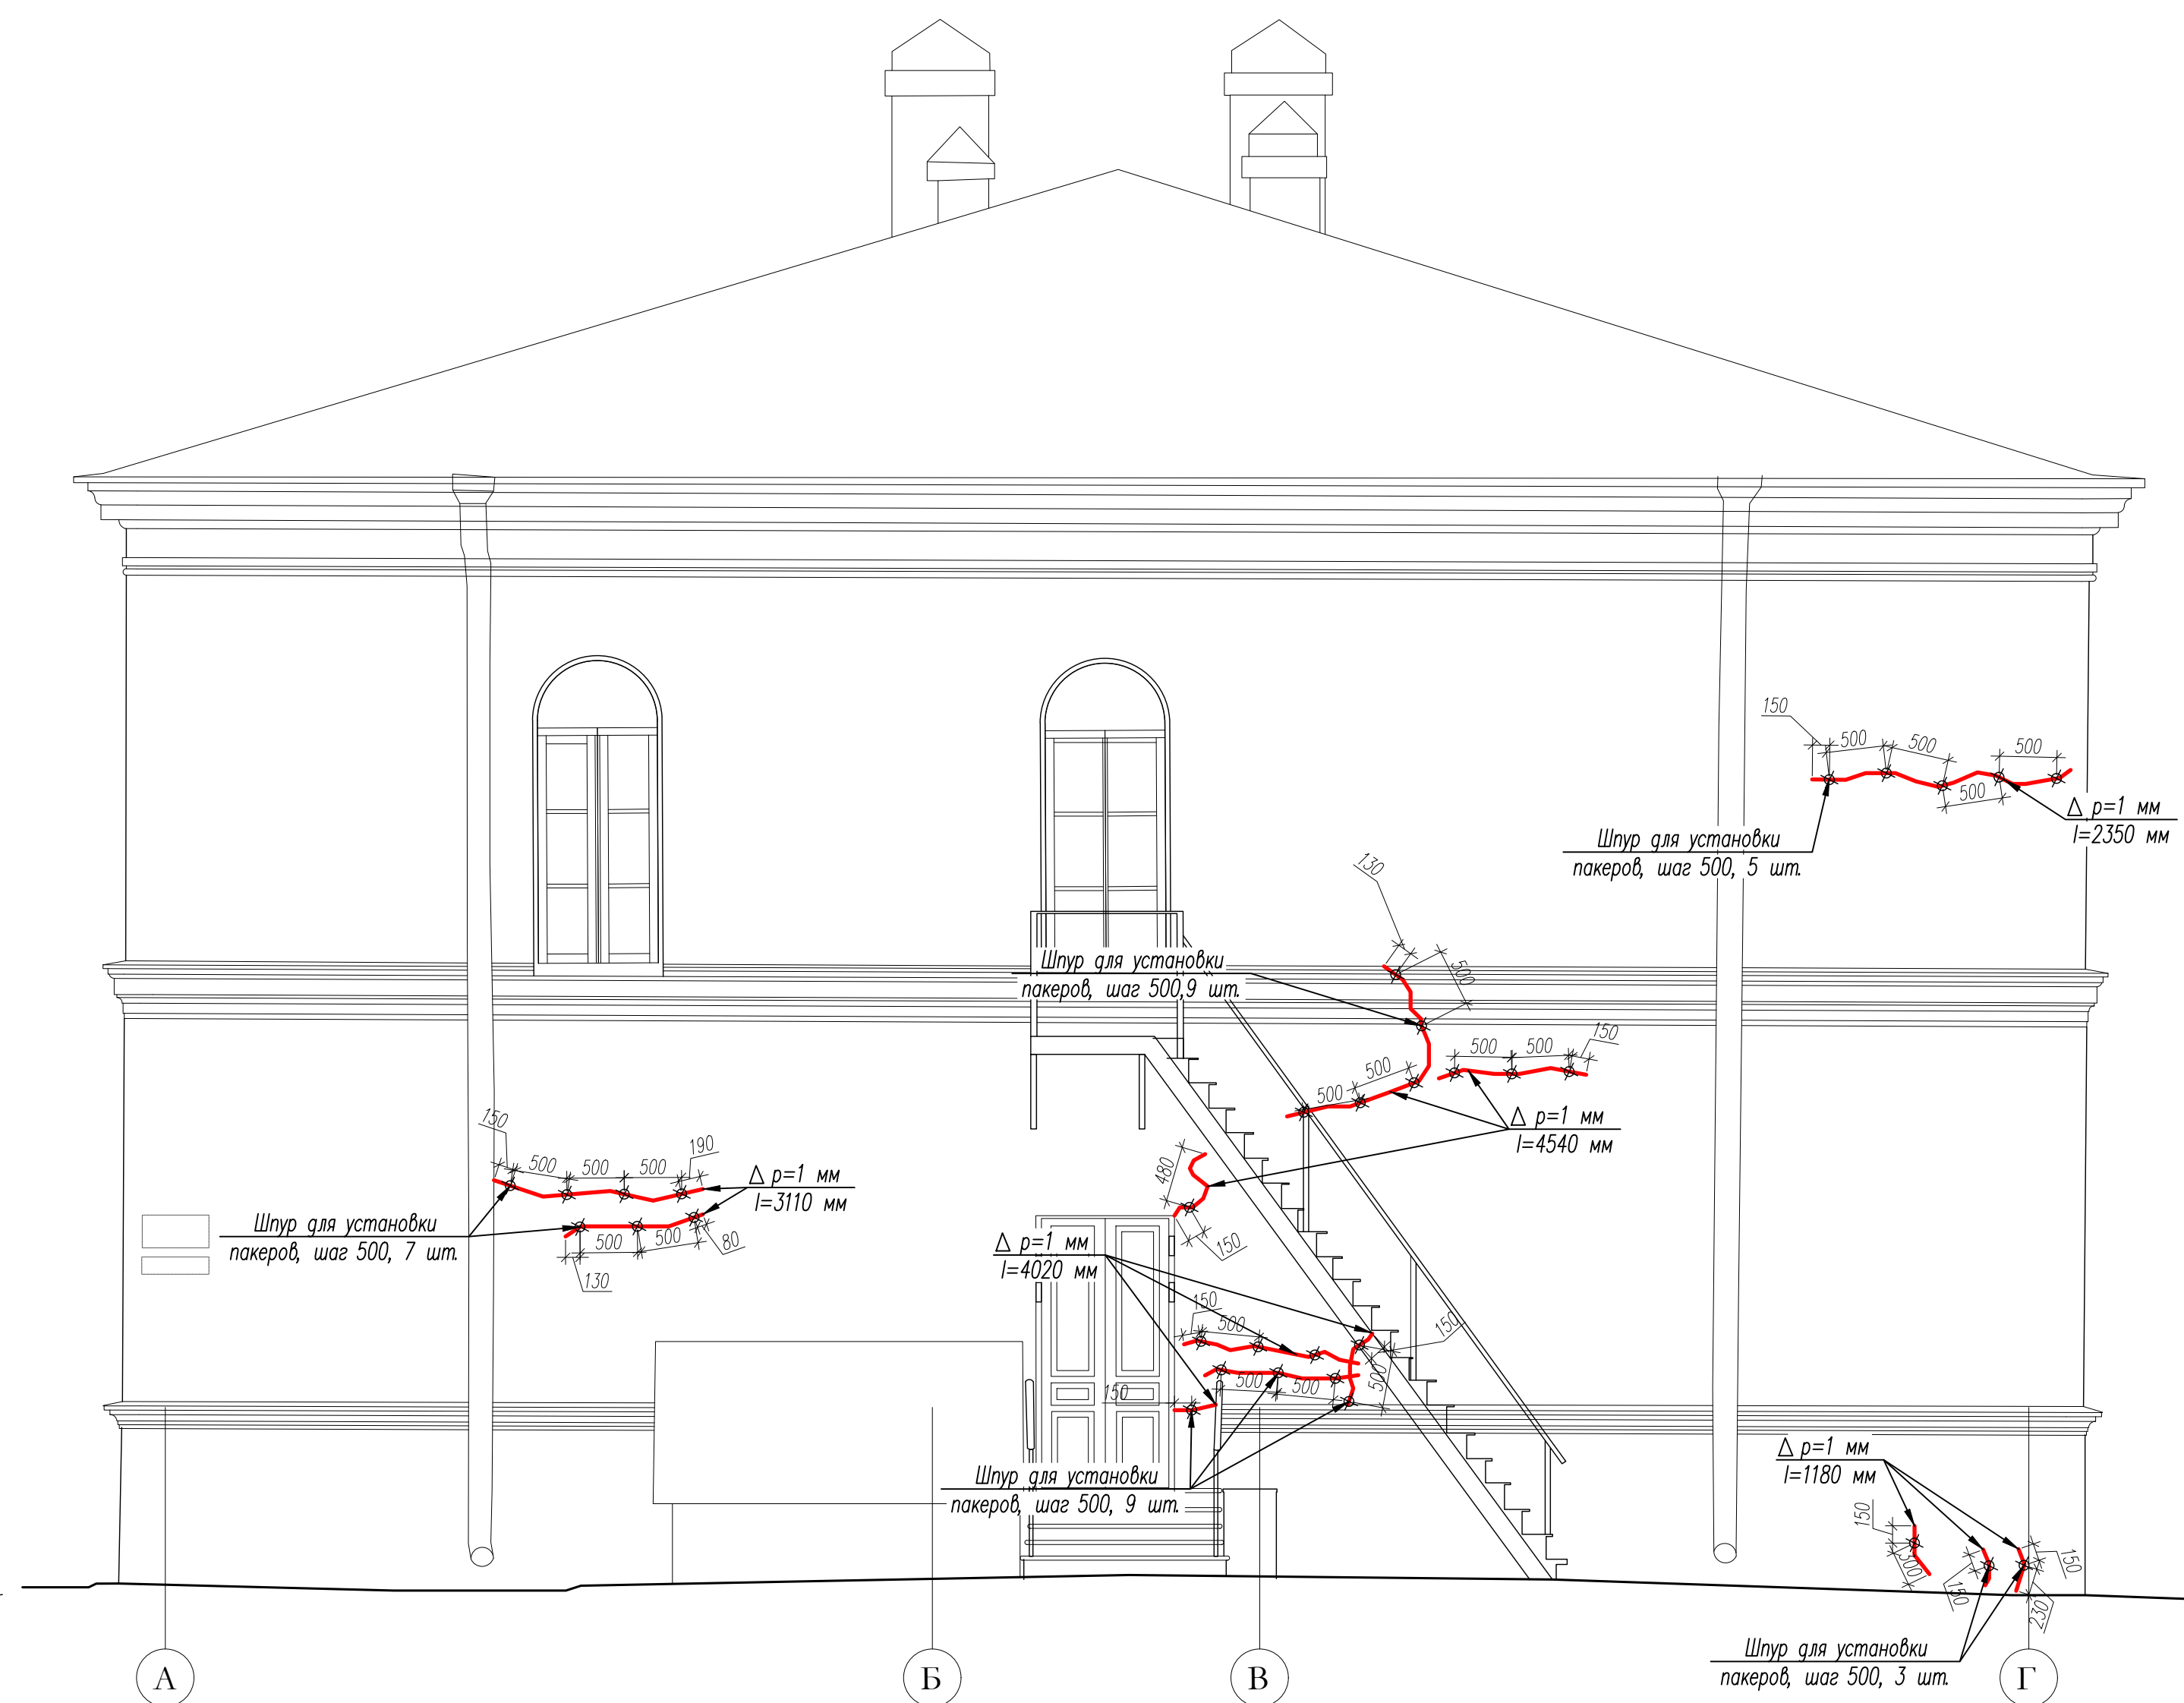 150
500
500
500
500
Δ p=1 мм
l=2350 мм
Шпур для установки
пакеров, шаг 500, 5 шт.
130
500
Шпур для установки
пакеров, шаг 500,9 шт.
500
500
150
500
500
Δ p=1 мм
l=4540 мм
480
150
150
500
500
500
190
Δ p=1 мм
l=3110 мм
Шпур для установки
пакеров, шаг 500, 7 шт.
500
500
80
130
Δ p=1 мм
l=4020 мм
150
500
150
500
500
500
150
Шпур для установки
пакеров, шаг 500, 9 шт.
Δ p=1 мм
l=1180 мм
150
300
150
150
230
Шпур для установки
пакеров, шаг 500, 3 шт.
А
Б
В
Г